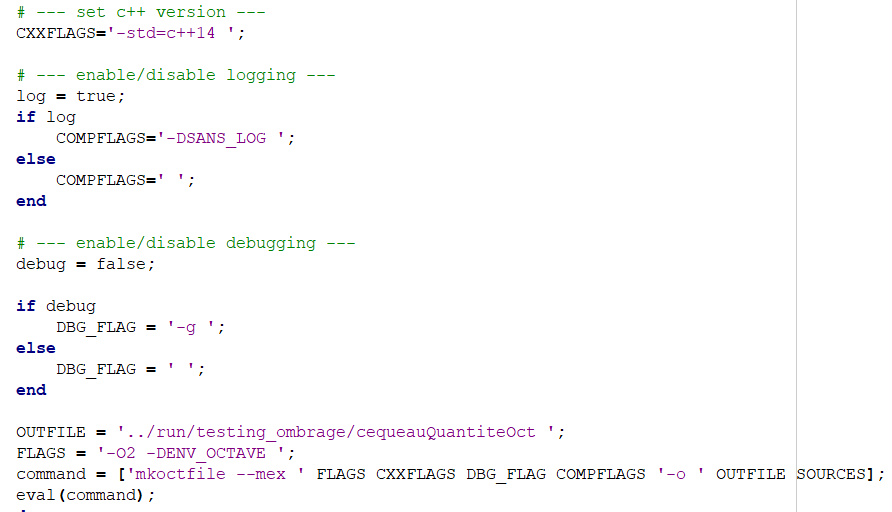 # --- set c++ version ---
CXXFLAGS='-std=c++14 ';
# --- enable/disable logging ---
log = true;
if log
COMPFLAGS='-DSANS_LOG ';
else
COMPFLAGS=' ';
end
# --- enable/disable debugging ---
debug = false;
if debug
DBG_FLAG = '-g ';
else
DBG_FLAG = ' ';
end
OUTFILE = '../run/testing_ombrage/cequeauQuantiteOct ';
FLAGS = '-O2 -DENV_OCTAVE ';
command = ['mkoctfile --mex ' FLAGS CXXFLAGS DBG_FLAG COMPFLAGS '-o ' OUTFILE SOURCES];
eval(command);